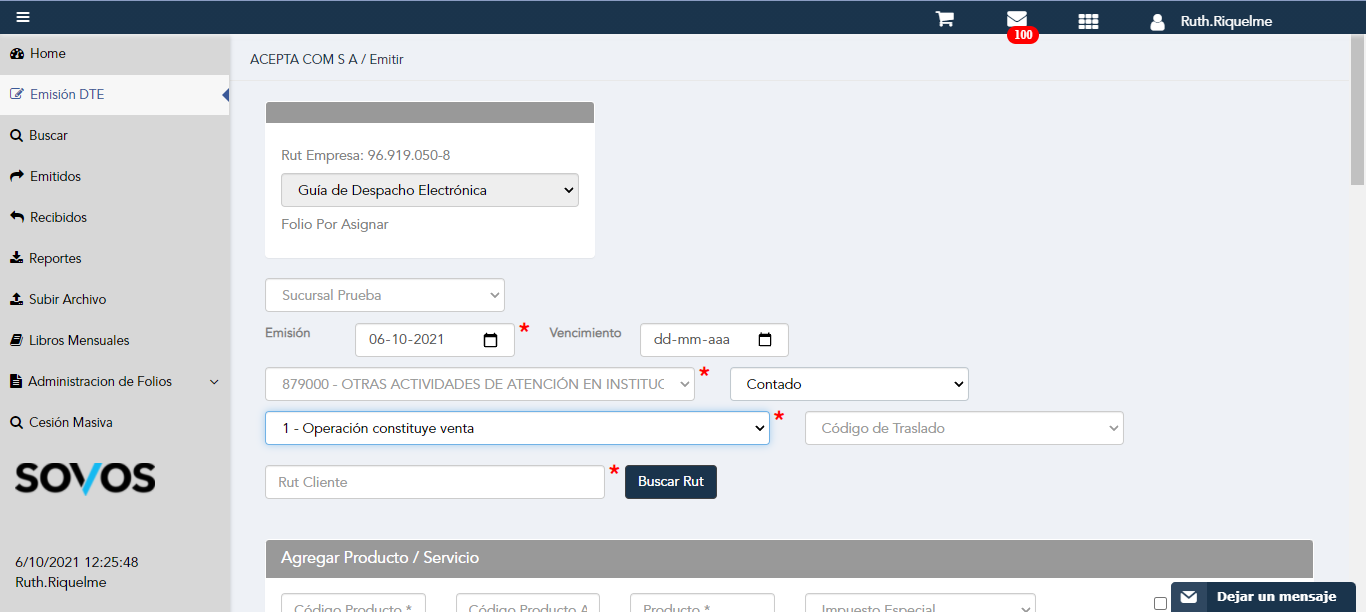 Ruth.Riquelme
100
Home
Emisión DTE
Buscar
Emitidos
Recibidos
Reportes
Subir Archivo
Libros Mensuales
Administracion de Folios
Cesión Masiva
SOVOS
6/10/2021 12:25:48
Ruth.Riquelme
ACEPTA COM S A / Emitir
Rut Empresa: 96.919.050-8
Guía de Despacho Electrónica
Folio Por Asignar
Sucursal Prueba
Emisión 06-10-2021 * Vencimiento dd-mm-aaa
879000 - OTRAS ACTIVIDADES DE ATENCIÓN EN INSTITUC * Contado
1 - Operación constituye venta * Código de Traslado
Rut Cliente * Buscar Rut
Agregar Producto / Servicio
Código Producto * Código Producto A Producto * Impuesto Especial
Dejar un mensaje